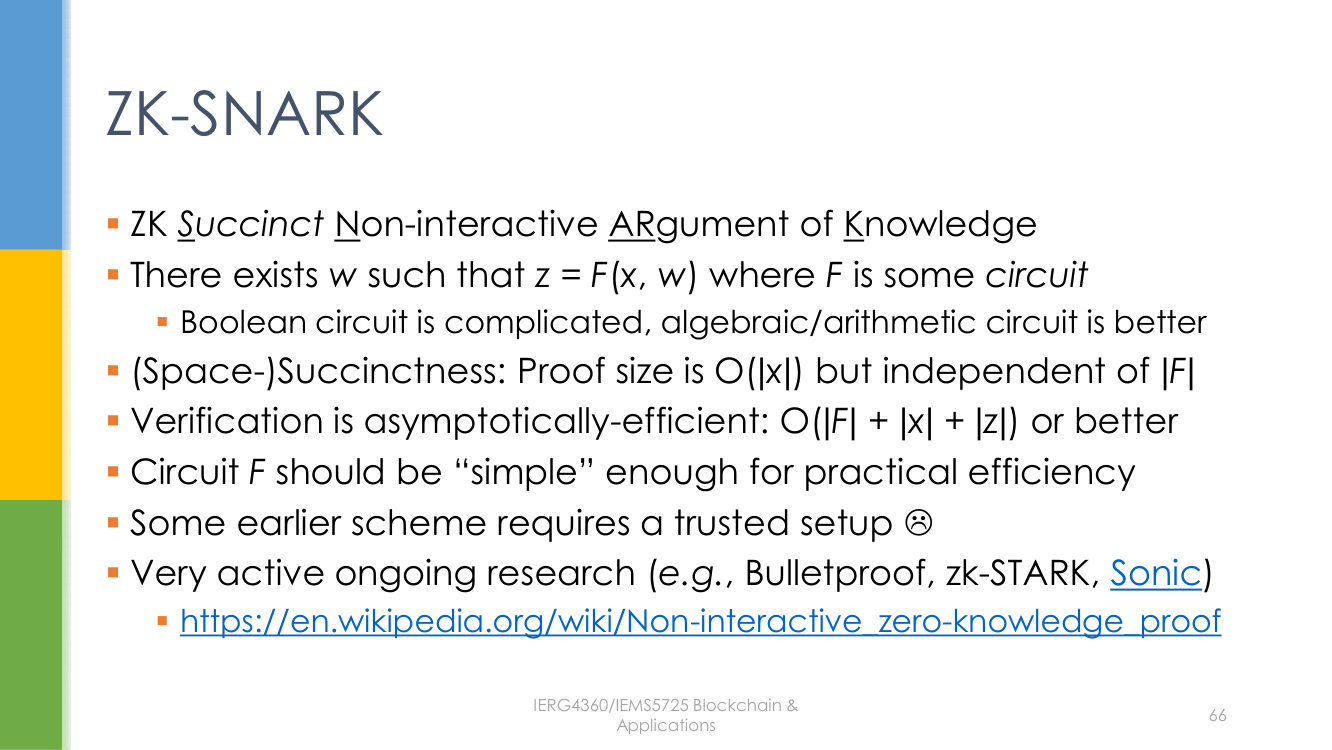 ZK-SNARK
▪ ZK Succinct Non-interactive ARgument of Knowledge
▪ There exists w such that z = F(x, w) where F is some circuit
▪ Boolean circuit is complicated, algebraic/arithmetic circuit is better
▪ (Space-)Succinctness: Proof size is O(|x|) but independent of |F|
▪ Verification is asymptotically-efficient: O(|F| + |x| + |z|) or better
▪ Circuit F should be “simple” enough for practical efficiency
▪ Some earlier scheme requires a trusted setup ☹
▪ Very active ongoing research (e.g., Bulletproof, zk-STARK, Sonic)
▪ https://en.wikipedia.org/wiki/Non-interactive_zero-knowledge_proof
IERG4360/IEMS5725 Blockchain &
Applications
66